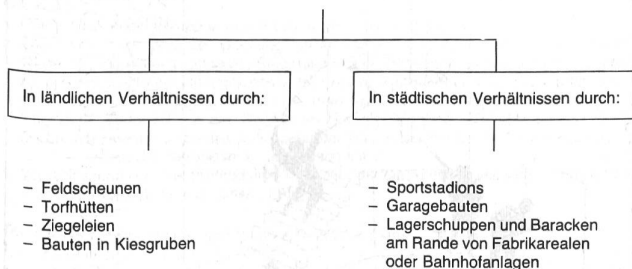 In ländlichen Verhältnissen durch:
– Feldscheunen
– Torfhütten
– Ziegeleien
– Bauten in Kiesgruben
In städtischen Verhältnissen durch:
– Sportstadions
– Garagebauten
– Lagerschuppen und Baracken
am Rande von Fabrikarealen
oder Bahnhofanlagen